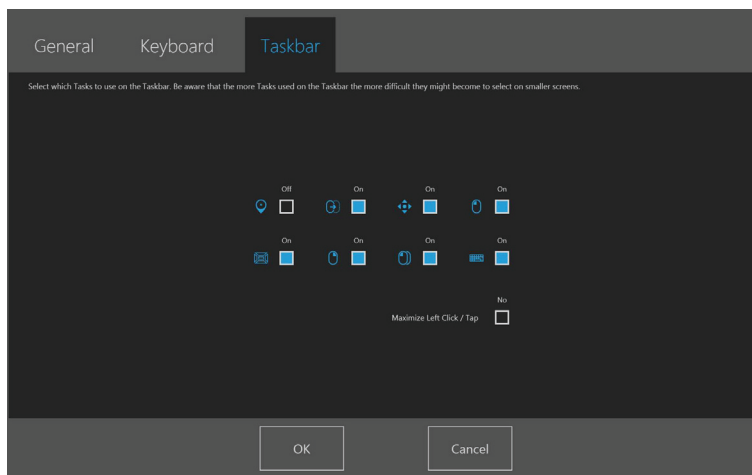 General Keyboard Taskbar
Select which Tasks to use on the Taskbar. Be aware that the more Tasks used on the Taskbar the more difficult they might become to select on smaller screens.
Off On On On
On On On On
No
Maximize Left Click / Tap
OK Cancel